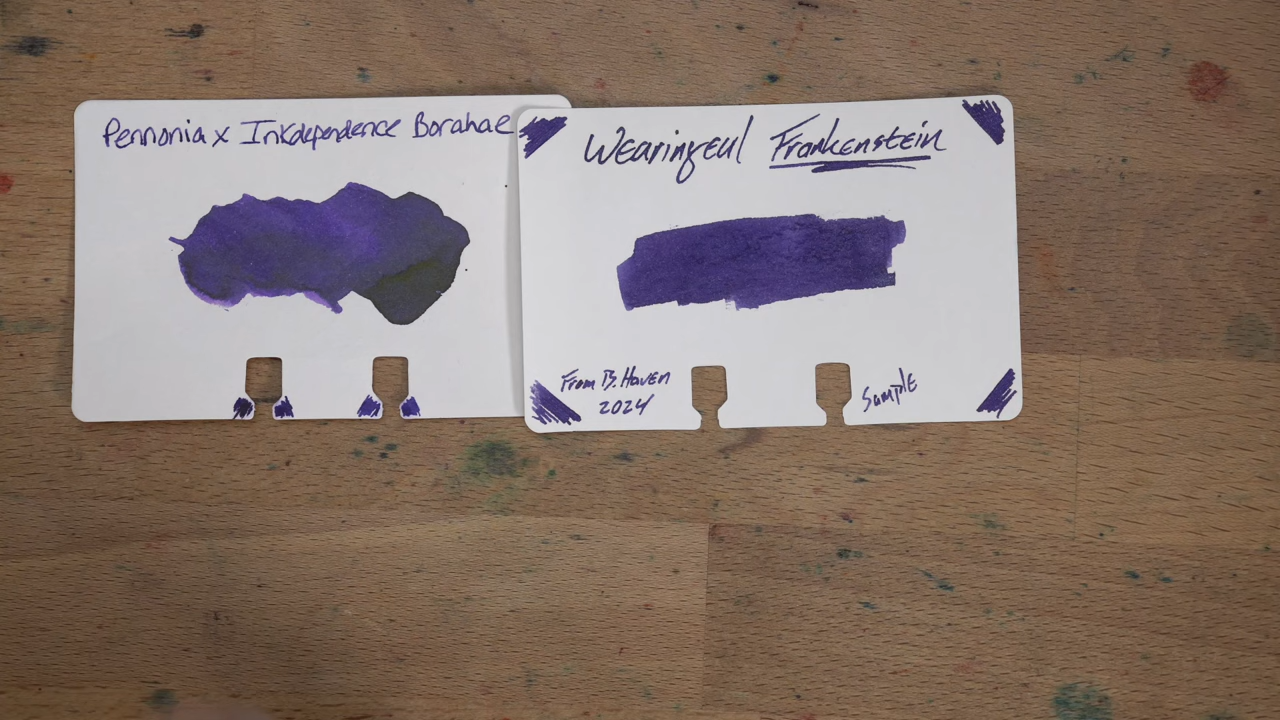 Pennonia x Inkdependence Borahae
Wearingeul Frankenstein
From B. Haven
2024
Sample